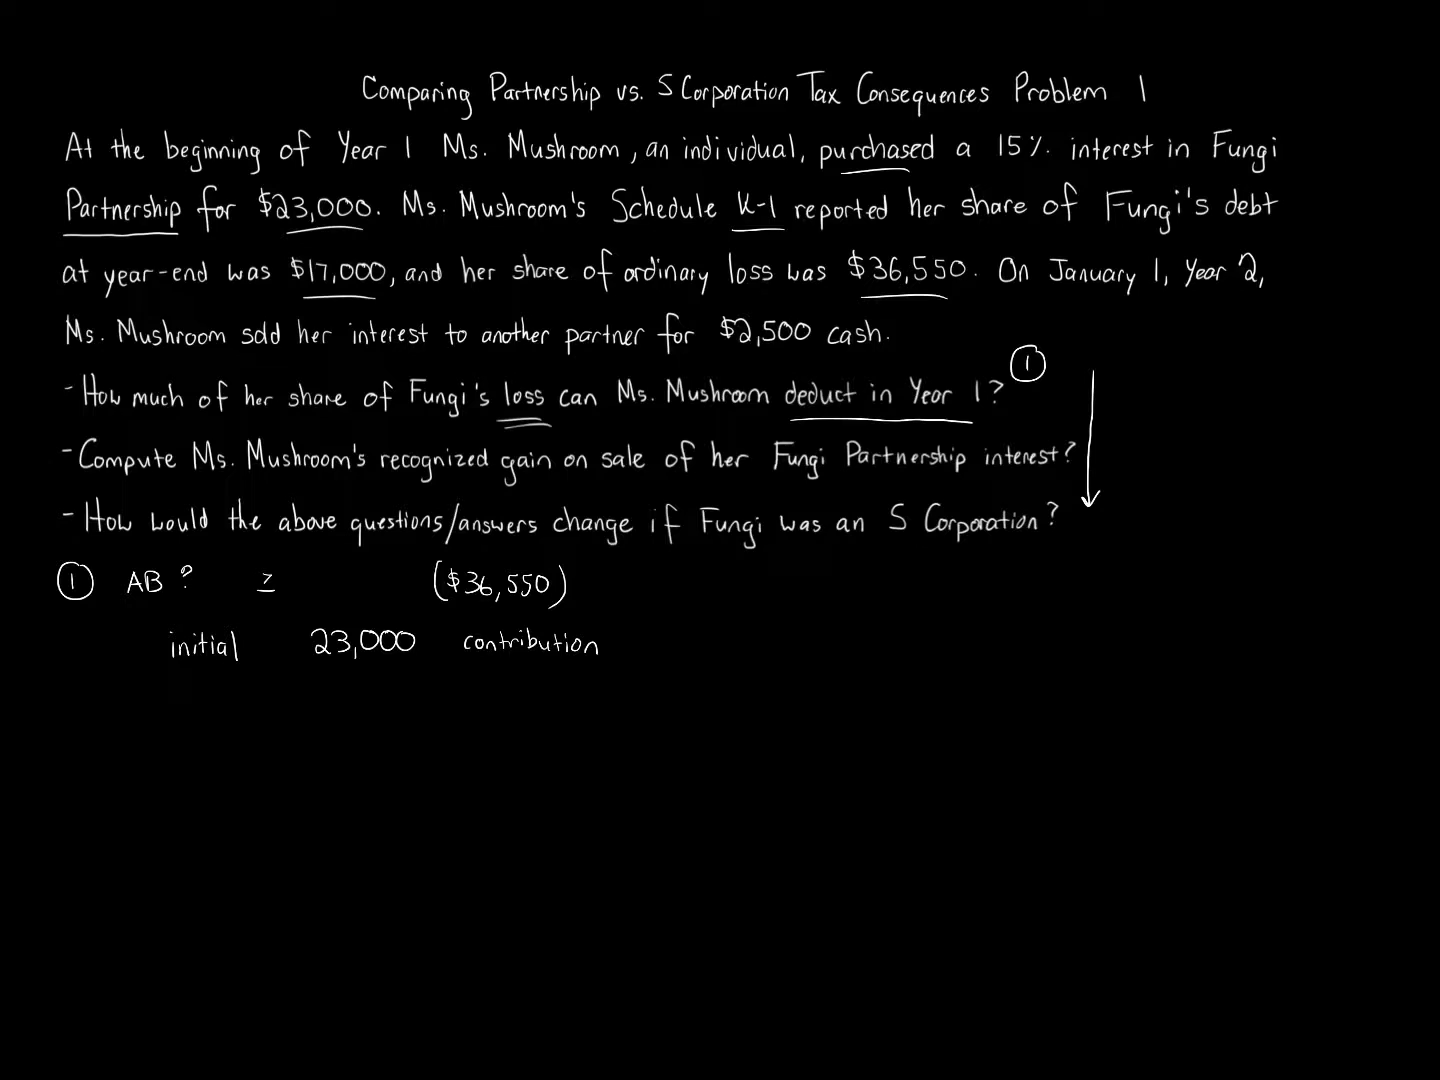 Comparing Partnership vs. S Corporation Tax Consequences Problem 1
At the beginning of Year 1 Ms. Mushroom, an individual, purchased a 15% interest in Fungi
Partnership for $23,000. Ms. Mushroom's Schedule K-1 reported her share of Fungi's debt
at year-end was $17,000, and her share of ordinary loss was $36,550. On January 1, Year 2,
Ms. Mushroom sold her interest to another partner for $2,500 cash.
- How much of her share of Fungi's loss can Ms. Mushroom deduct in Year 1? ①
- Compute Ms. Mushroom's recognized gain on sale of her Fungi Partnership interest?
- How would the above questions/answers change if Fungi was an S Corporation?
① AB ? ≥ ($36,550)
initial 23,000 contribution